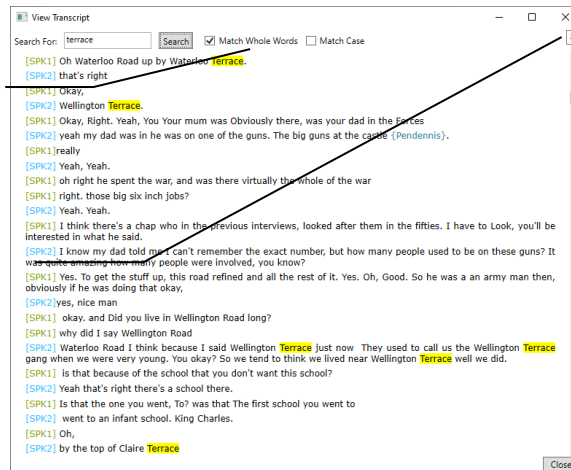 View Transcript
Search For: terrace Search Match Whole Words Match Case
[SPK1] Oh Waterloo Road up by Waterloo Terrace.
[SPK2] that's right
[SPK1] Okay,
[SPK2] Wellington Terrace.
[SPK1] Okay, Right. Yeah, You Your mum was Obviously there, was your dad in the Forces
[SPK2] yeah my dad was in he was on one of the guns. The big guns at the castle {Pendennis}.
[SPK1]really
[SPK2] Yeah, Yeah.
[SPK1] oh right he spent the war, and was there virtually the whole of the war
[SPK1] right. those big six inch jobs?
[SPK2] Yeah. Yeah.
[SPK1] I think there's a chap who in the previous interviews, looked after them in the fifties. I have to Look, you'll be
interested in what he said.
[SPK2] I know my dad told me I can't remember the exact number, but how many people used to be on these guns? It
was quite amazing how many people were involved, you know?
[SPK1] Yes. To get the stuff up, this road refined and all the rest of it. Yes. Oh, Good. So he was a an army man then,
obviously if he was doing that okay,
[SPK2]yes, nice man
[SPK1] okay. and Did you live in Wellington Road long?
[SPK1] why did I say Wellington Road
[SPK2] Waterloo Road I think because I said Wellington Terrace just now They used to call us the Wellington Terrace
gang when we were very young. You okay? So we tend to think we lived near Wellington Terrace well we did.
[SPK1] is that because of the school that you don't want this school?
[SPK2] Yeah that's right there's a school there.
[SPK1] Is that the one you went, To? was that The first school you went to
[SPK2] went to an infant school. King Charles.
[SPK1] Oh,
[SPK2] by the top of Claire Terrace
Close